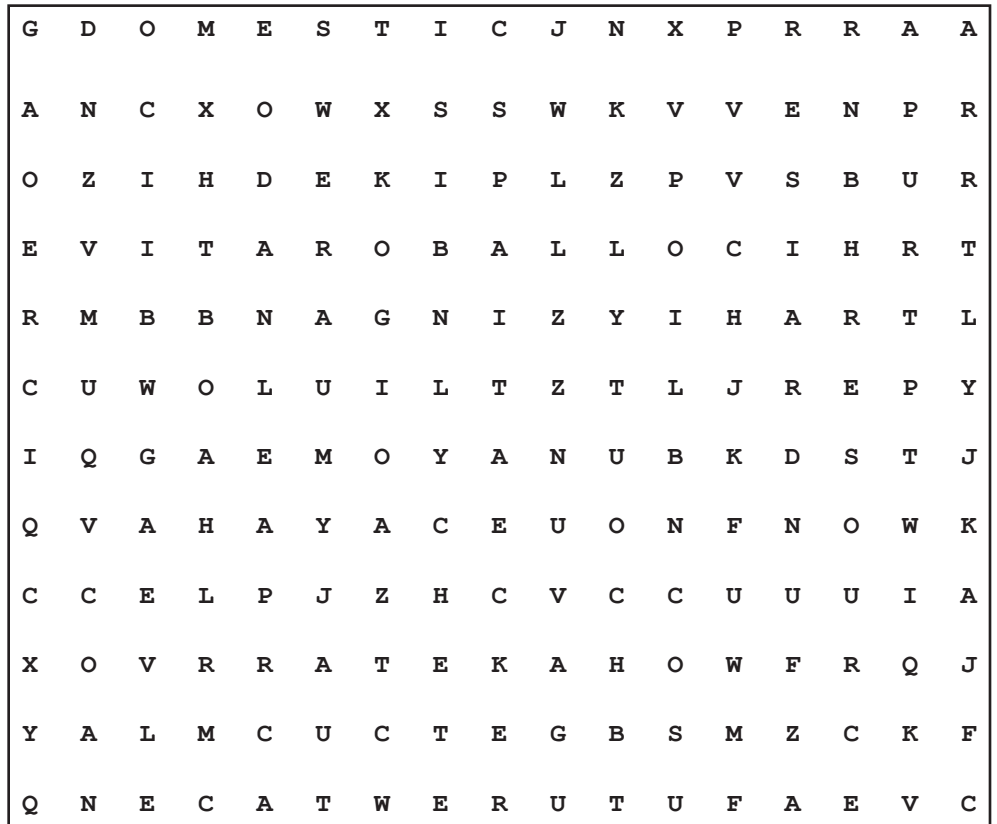 G D O M E S T I C J N X P R R A A
A N C X O W X S S W K V V E N P R
O Z I H D E K I P L Z P V S B U R
E V I T A R O B A L L O C I H R T
R M B B N A G N I Z Y I H A R T L
C U W O L U I L T Z T L J R E P Y
I Q G A E M O Y A N U B K D S T J
Q V A H A Y A C E U O N F N O W K
C C E L P J Z H C V C C U U U I A
X O V R R A T E K A H O W F R Q J
Y A L M C U C T E G B S M Z C K F
Q N E C A T W E R U T U F A E V C